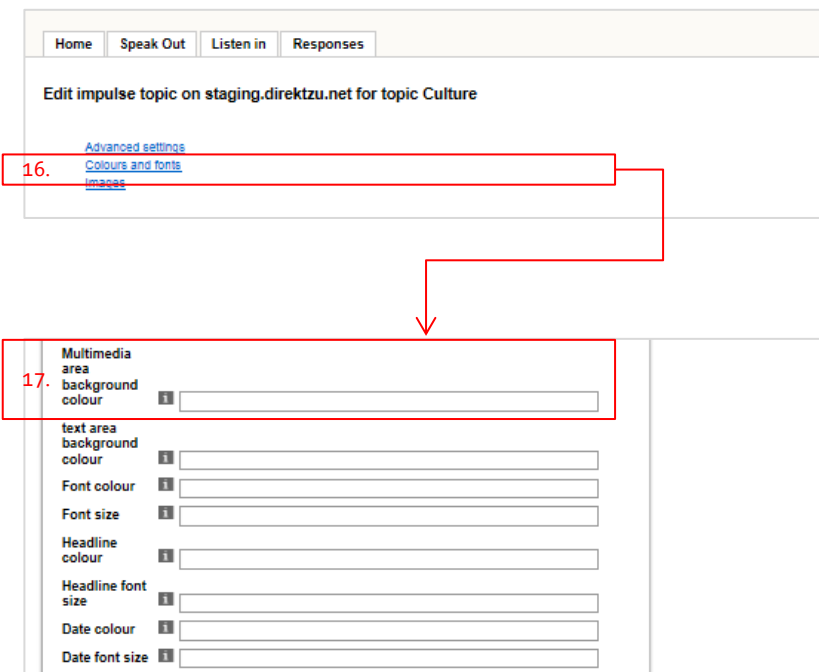 Home Speak Out Listen in Responses
Edit impulse topic on staging.direktzu.net for topic Culture
Advanced settings
16. Colours and fonts
Images
Multimedia
area
17. background
colour i
text area
background
colour i
Font colour i
Font size i
Headline
colour i
Headline font
size i
Date colour i
Date font size i